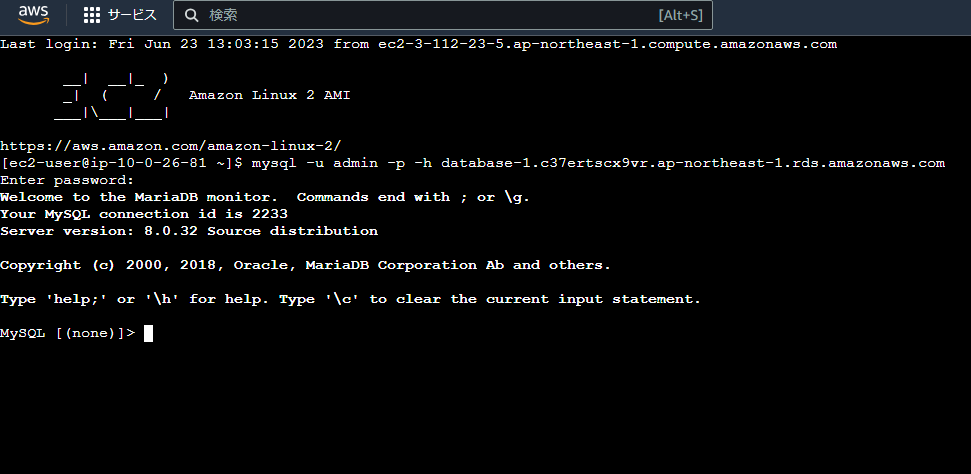 aws サービス 検索 [Alt+S]
Last login: Fri Jun 23 13:03:15 2023 from ec2-3-112-23-5.ap-northeast-1.compute.amazonaws.com
__|  __|_  )
_|  (     /   Amazon Linux 2 AMI
___|\___|___|
https://aws.amazon.com/amazon-linux-2/
[ec2-user@ip-10-0-26-81 ~]$ mysql -u admin -p -h database-1.c37ertscx9vr.ap-northeast-1.rds.amazonaws.com
Enter password:
Welcome to the MariaDB monitor.  Commands end with ; or \g.
Your MySQL connection id is 2233
Server version: 8.0.32 Source distribution
Copyright (c) 2000, 2018, Oracle, MariaDB Corporation Ab and others.
Type 'help;' or '\h' for help. Type '\c' to clear the current input statement.
MySQL [(none)]>